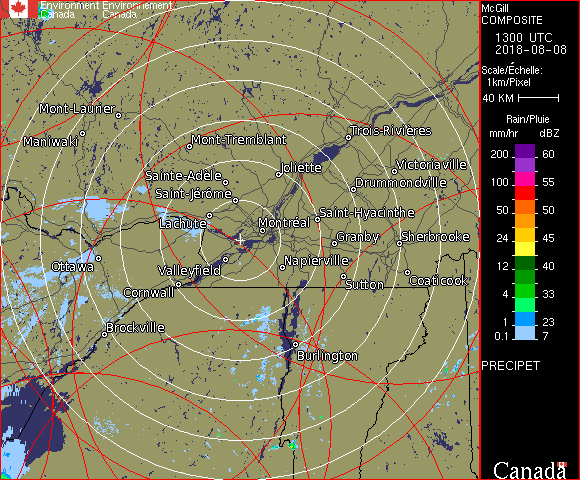 Environment Environnement
Canada Canada
McGill
COMPOSITE
1300 UTC
2018-08-08
Scale/Échelle:
1km/Pixel
40 KM
Rain/Pluie
mm/hr dBZ
200 60
100 55
50 50
24 45
12 40
4 33
1 23
0.1 7
PRECIPET
Canada
Mont-Laurier
Maniwaki
Mont-Tremblant
Trois-Rivières
Joliette
Victoriaville
Sainte-Adèle
Drummondville
Saint-Jérôme
Lachute
Montréal
Saint-Hyacinthe
Granby
Sherbrooke
Ottawa
Valleyfield
Napierville
Cornwall
Sutton
Coaticook
Brockville
Burlington